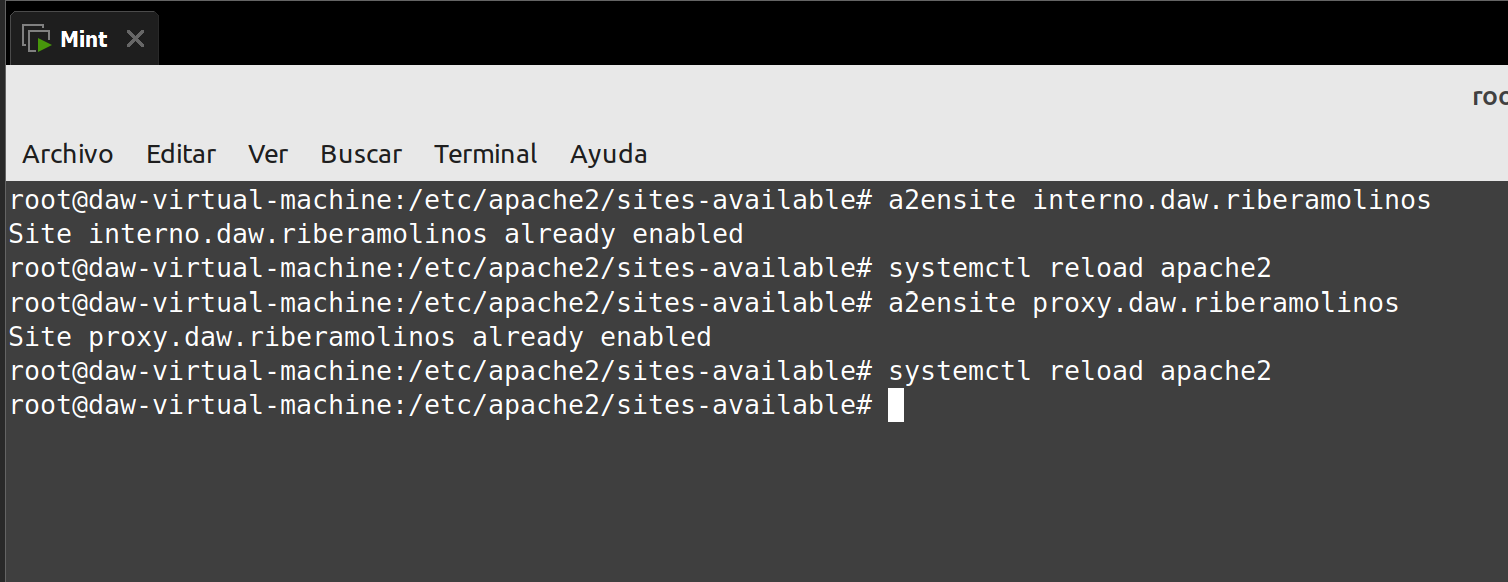 Mint
roo
Archivo Editar Ver Buscar Terminal Ayuda
root@daw-virtual-machine:/etc/apache2/sites-available# a2ensite interno.daw.riberamolinos
Site interno.daw.riberamolinos already enabled
root@daw-virtual-machine:/etc/apache2/sites-available# systemctl reload apache2
root@daw-virtual-machine:/etc/apache2/sites-available# a2ensite proxy.daw.riberamolinos
Site proxy.daw.riberamolinos already enabled
root@daw-virtual-machine:/etc/apache2/sites-available# systemctl reload apache2
root@daw-virtual-machine:/etc/apache2/sites-available#